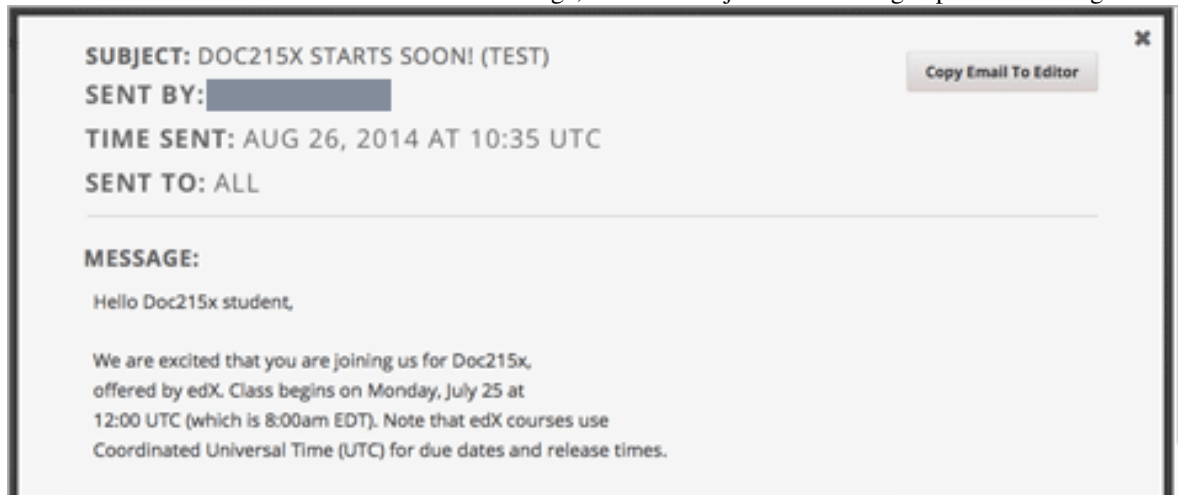 SUBJECT: DOC215X STARTS SOON! (TEST)
Copy Email To Editor
SENT BY:
TIME SENT: AUG 26, 2014 AT 10:35 UTC
SENT TO: ALL
MESSAGE:
Hello Doc215x student,
We are excited that you are joining us for Doc215x,
offered by edX. Class begins on Monday, July 25 at
12:00 UTC (which is 8:00am EDT). Note that edX courses use
Coordinated Universal Time (UTC) for due dates and release times.